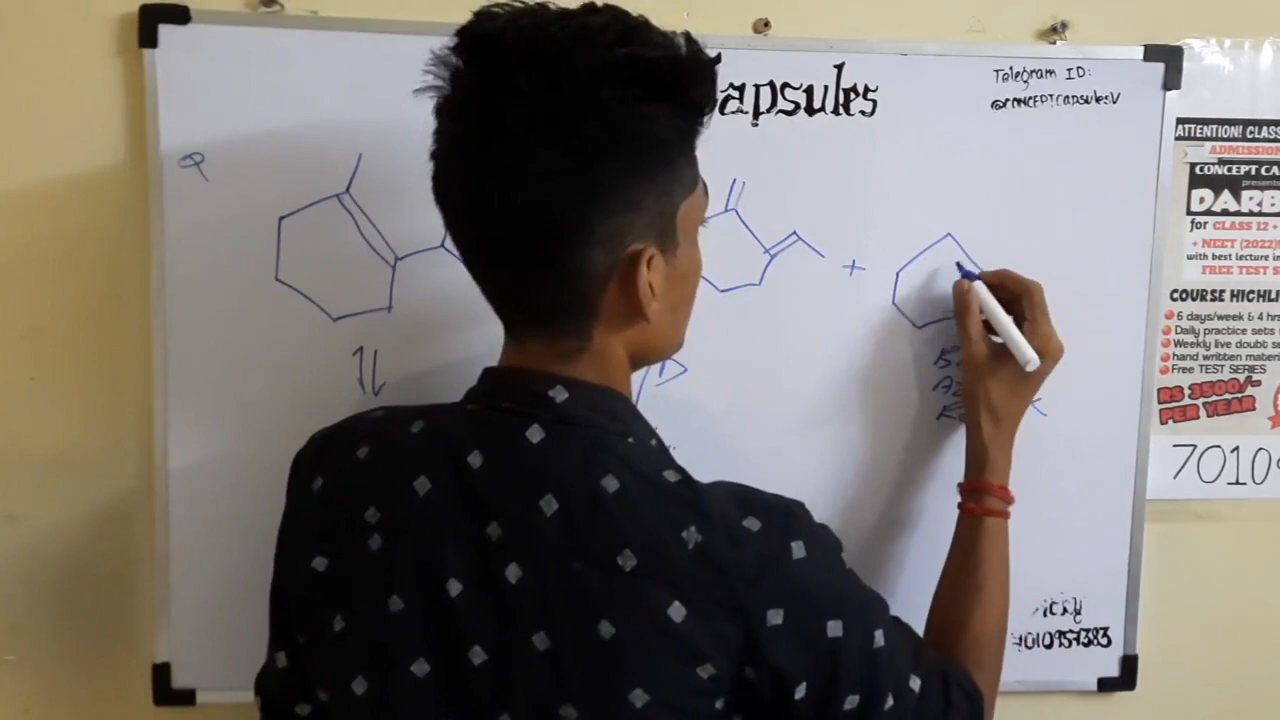 apsules
Telegram ID:
@CONCEPTCapsulesV
Q
+
ATTENTION! CLASS
ADMISSION
CONCEPT CA
presents
DARB
for CLASS 12 +
+ NEET (2022)
with best lecture in
FREE TEST S
COURSE HIGHLI
6 days/week & 4 hrs
Daily practice sets
Weekly live doubt se
hand written mater
Free TEST SERIES
RS 3500/-
PER YEAR
7010
7010957383